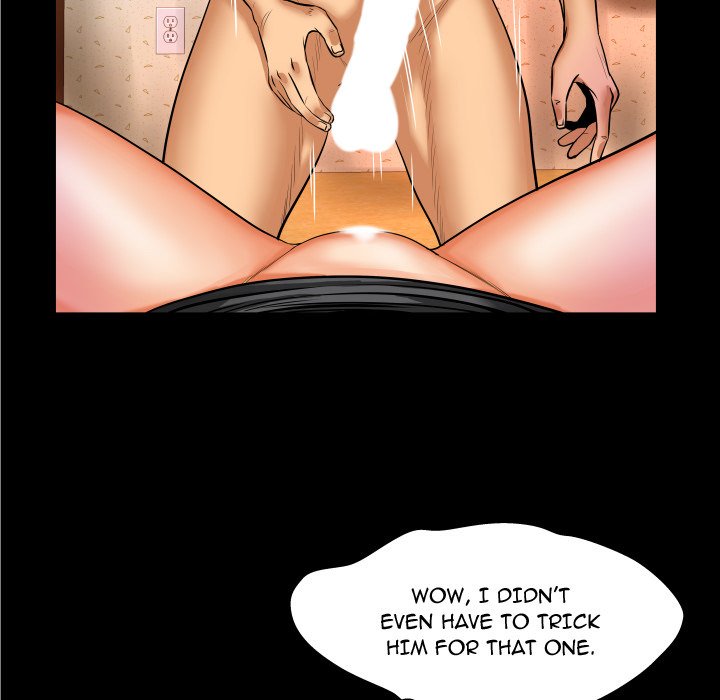 WOW, I DIDN'T
EVEN HAVE TO TRICK
HIM FOR THAT ONE.